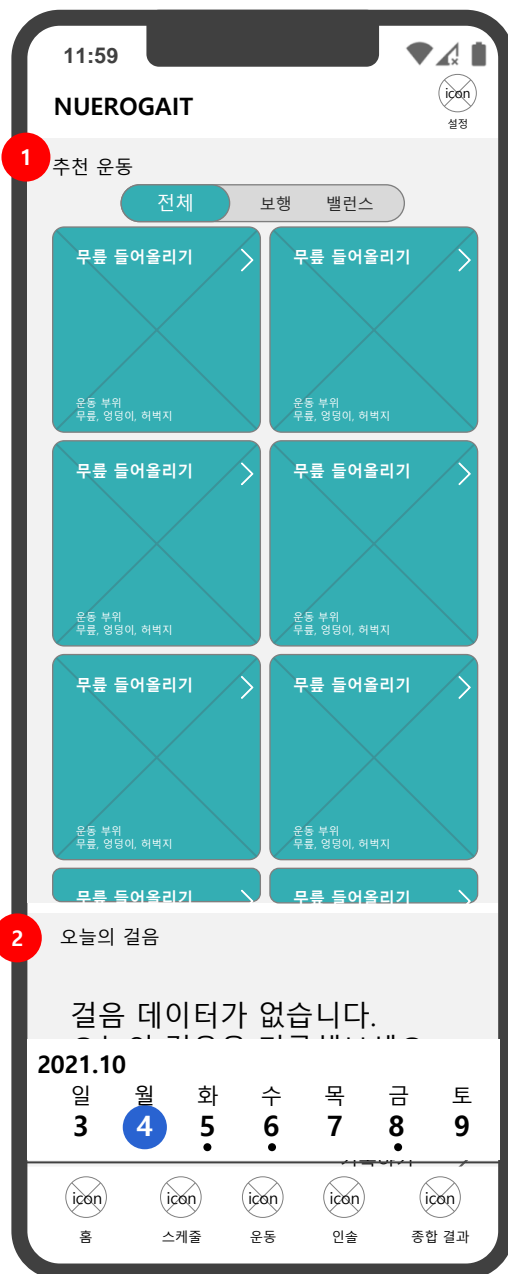 11:59
NUEROGAIT
icon
설정
1
추천 운동
전체 보행 밸런스
무릎 들어올리기 무릎 들어올리기
운동 부위 운동 부위
무릎, 엉덩이, 허벅지 무릎, 엉덩이, 허벅지
무릎 들어올리기 무릎 들어올리기
운동 부위 운동 부위
무릎, 엉덩이, 허벅지 무릎, 엉덩이, 허벅지
무릎 들어올리기 무릎 들어올리기
운동 부위 운동 부위
무릎, 엉덩이, 허벅지 무릎, 엉덩이, 허벅지
무릎 들어올리기 무릎 들어올리기
2
오늘의 걸음
걸음 데이터가 없습니다.
2021.10
일 월 화 수 목 금 토
3 4 5 6 7 8 9
icon icon icon icon icon
홈 스케줄 운동 인솔 종합 결과